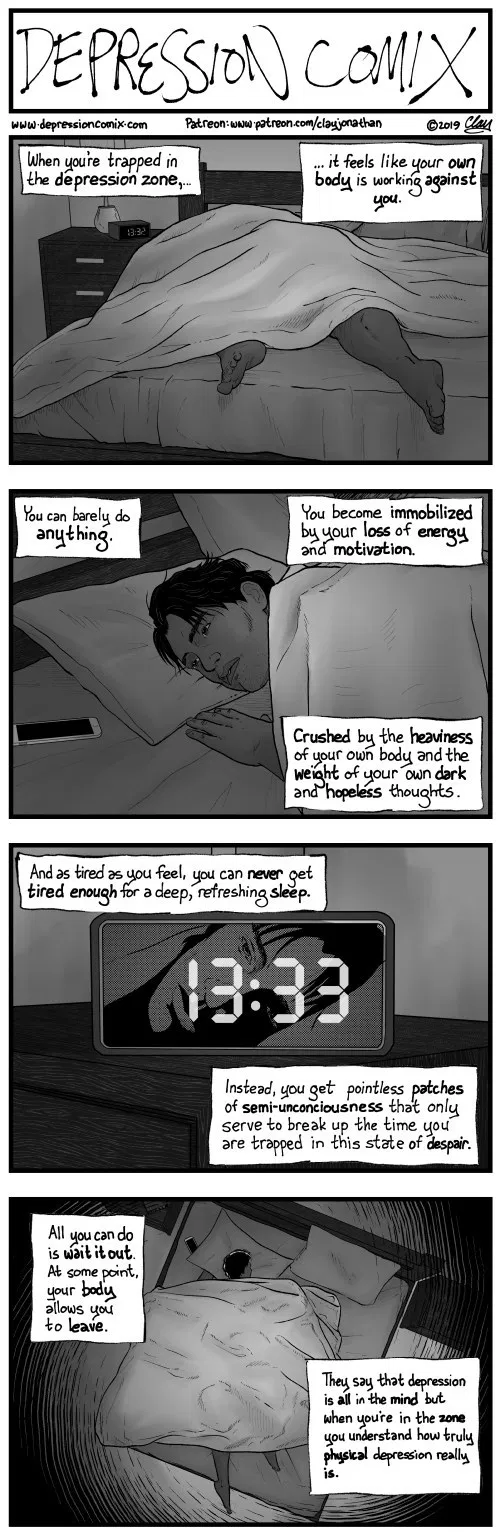 DEPRESSION COMIX
www.depressioncomix.com Patreon: www.patreon.com/clayjonathan ©2019 Clay
When you're trapped in
the depression zone,...
... it feels like your own
body is working against
you.
13:32
You can barely do
anything.
You become immobilized
by your loss of energy
and motivation.
Crushed by the heaviness
of your own body and the
weight of your own dark
and hopeless thoughts.
And as tired as you feel, you can never get
tired enough for a deep, refreshing sleep.
13:33
Instead, you get pointless patches
of semi-unconciousness that only
serve to break up the time you
are trapped in this state of despair.
All you can do
is wait it out.
At some point,
your body
allows you
to leave.
They say that depression
is all in the mind but
when you're in the zone
you understand how truly
physical depression really
is.